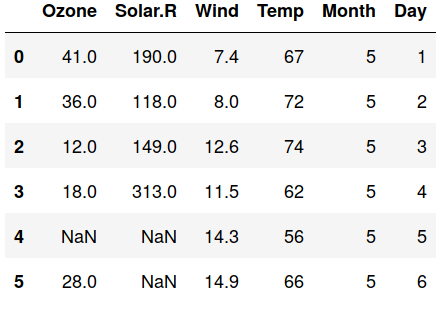 Ozone Solar.R Wind Temp Month Day
0 41.0 190.0 7.4 67 5 1
1 36.0 118.0 8.0 72 5 2
2 12.0 149.0 12.6 74 5 3
3 18.0 313.0 11.5 62 5 4
4 NaN NaN 14.3 56 5 5
5 28.0 NaN 14.9 66 5 6